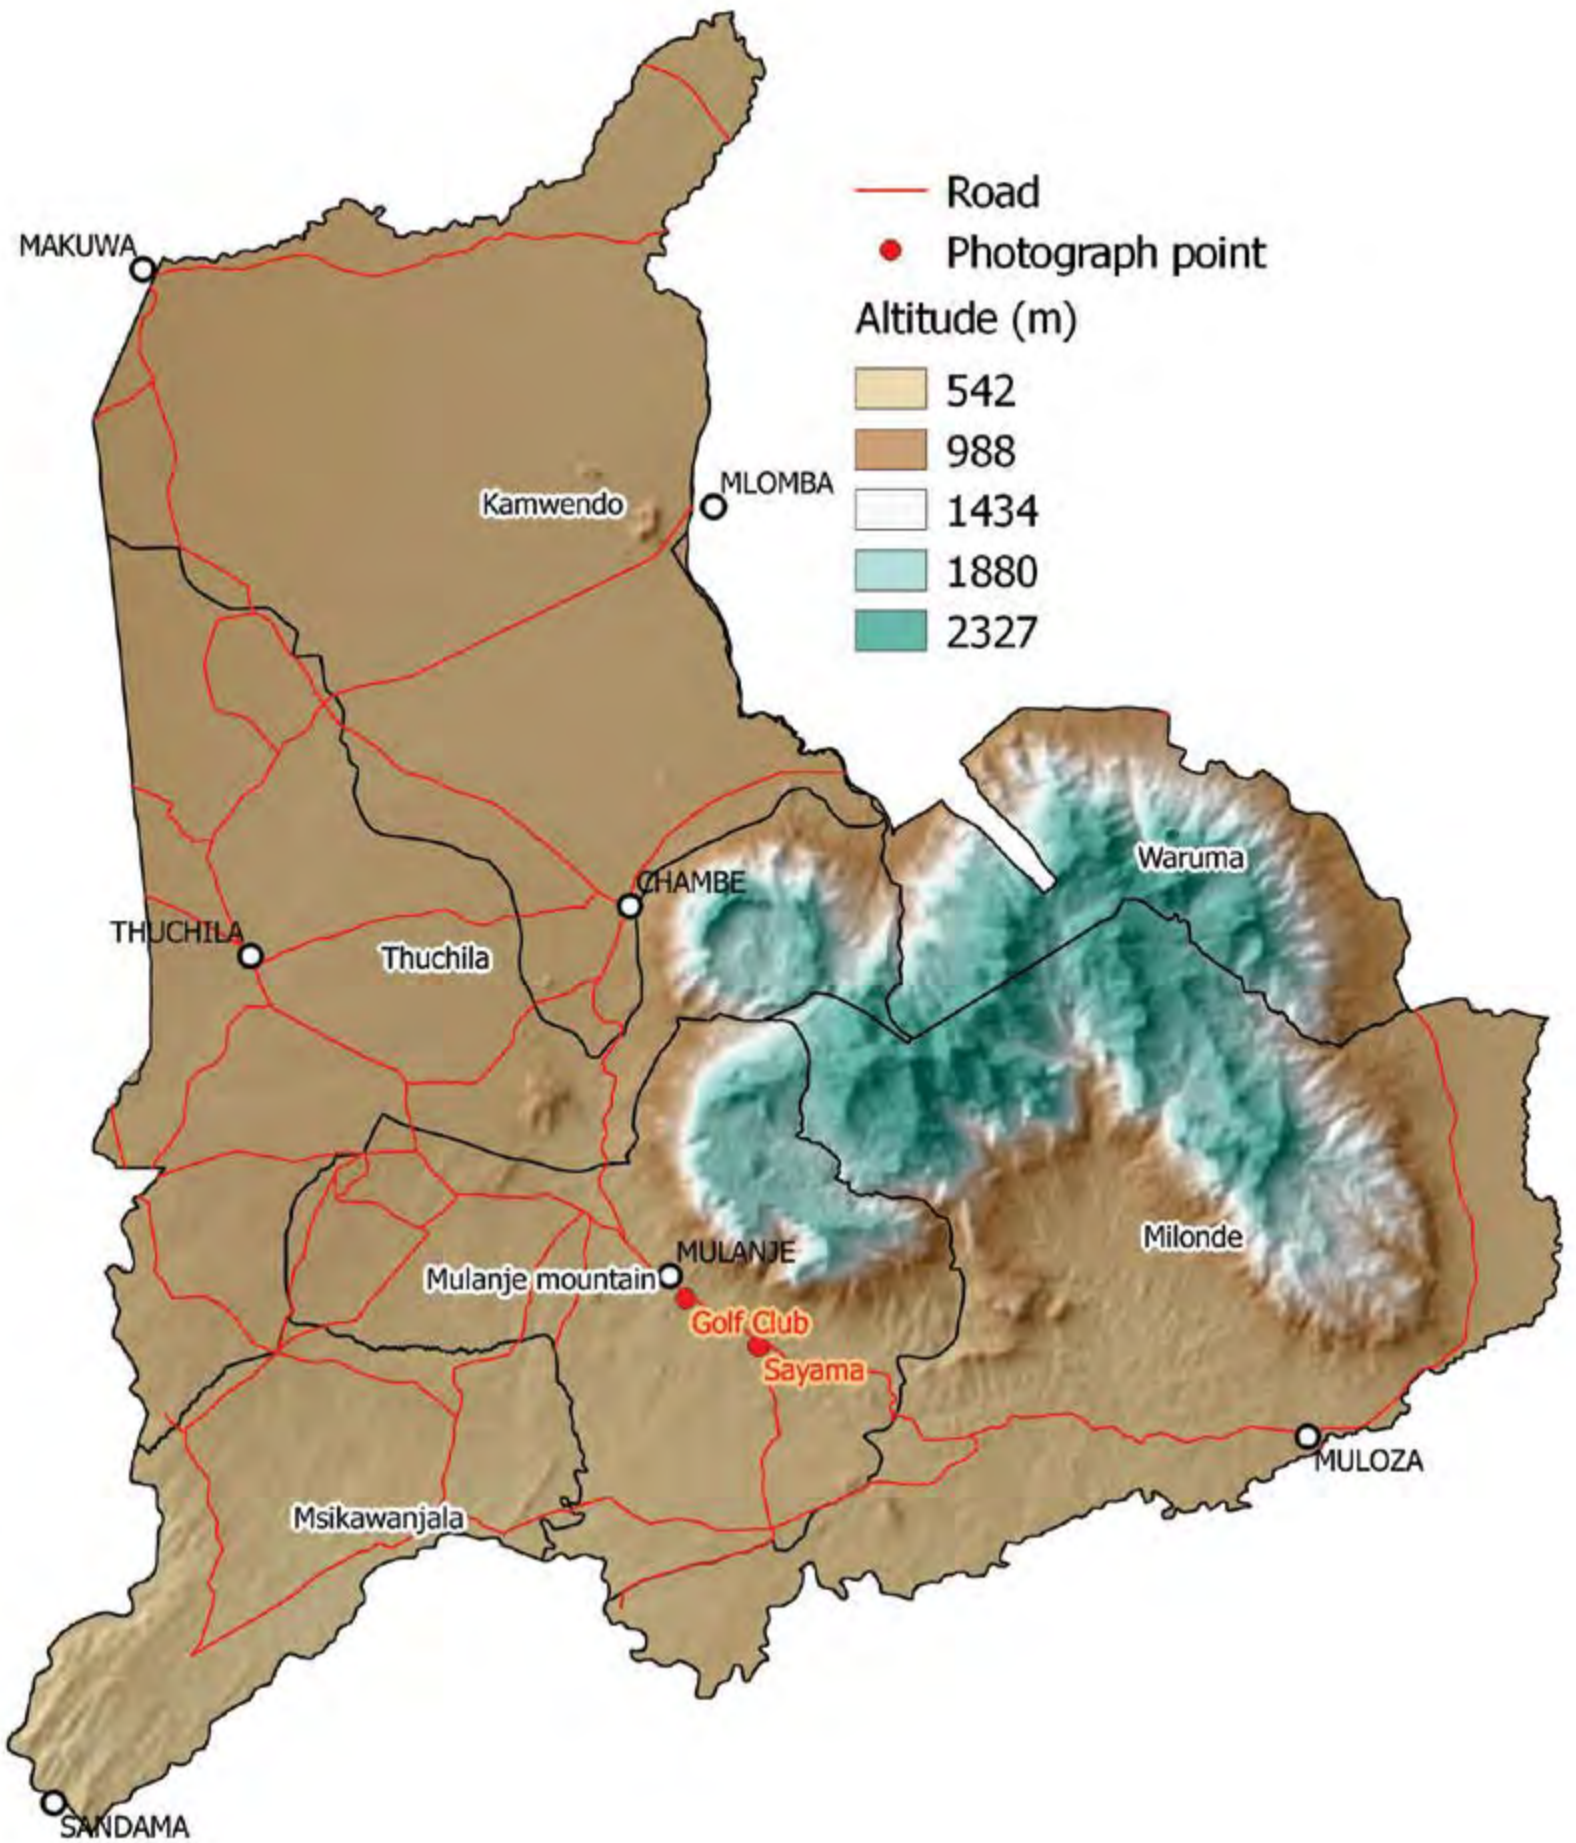 Road
MAKUWA
Photograph point
Altitude (m)
542
988
MLOMBA
Kamwendo
1434
1880
2327
Waruma
CHAMBE
THUCHILA
Thuchila
Milonde
MULANJE
Mulanje mountain
Golf Club
Sayama
MULOZA
Msikawanjala
SANDAMA